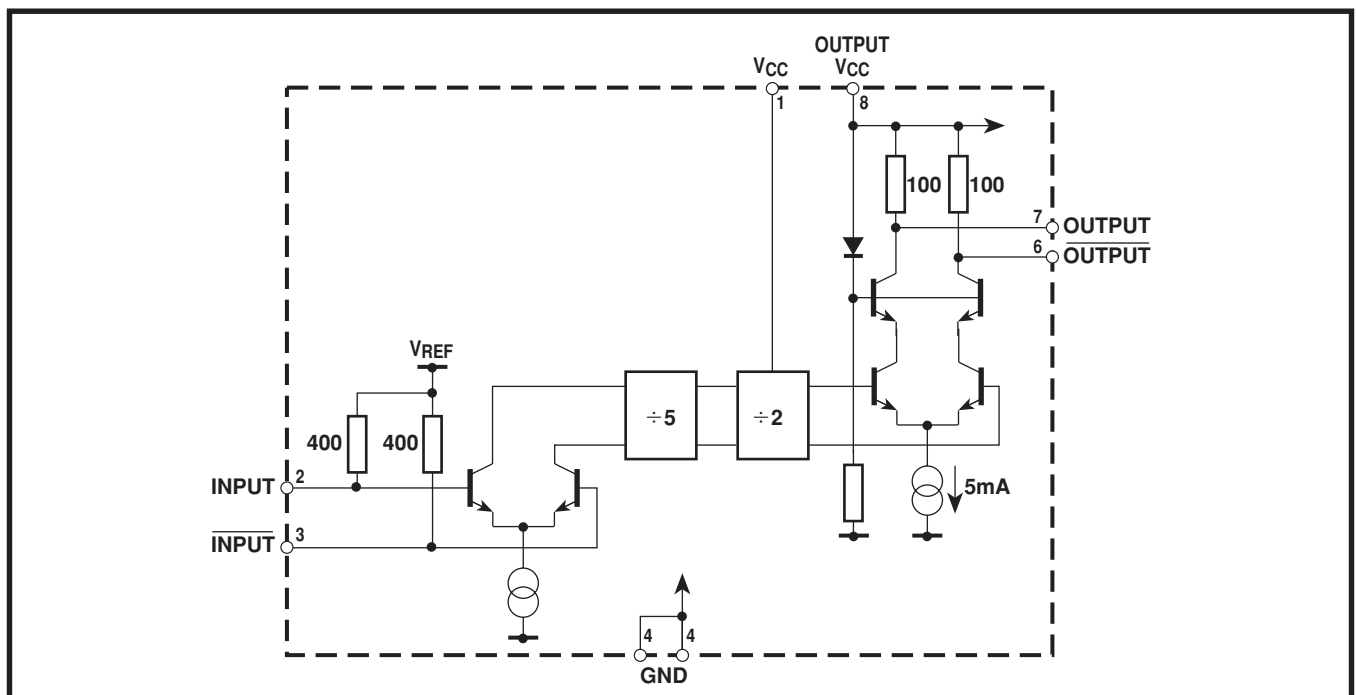 OUTPUT
VCC VCC
1 8
100 100
7 OUTPUT
6 OUTPUT
VREF
÷5 ÷2
400 400
INPUT 2
5mA
INPUT 3
4 4
GND